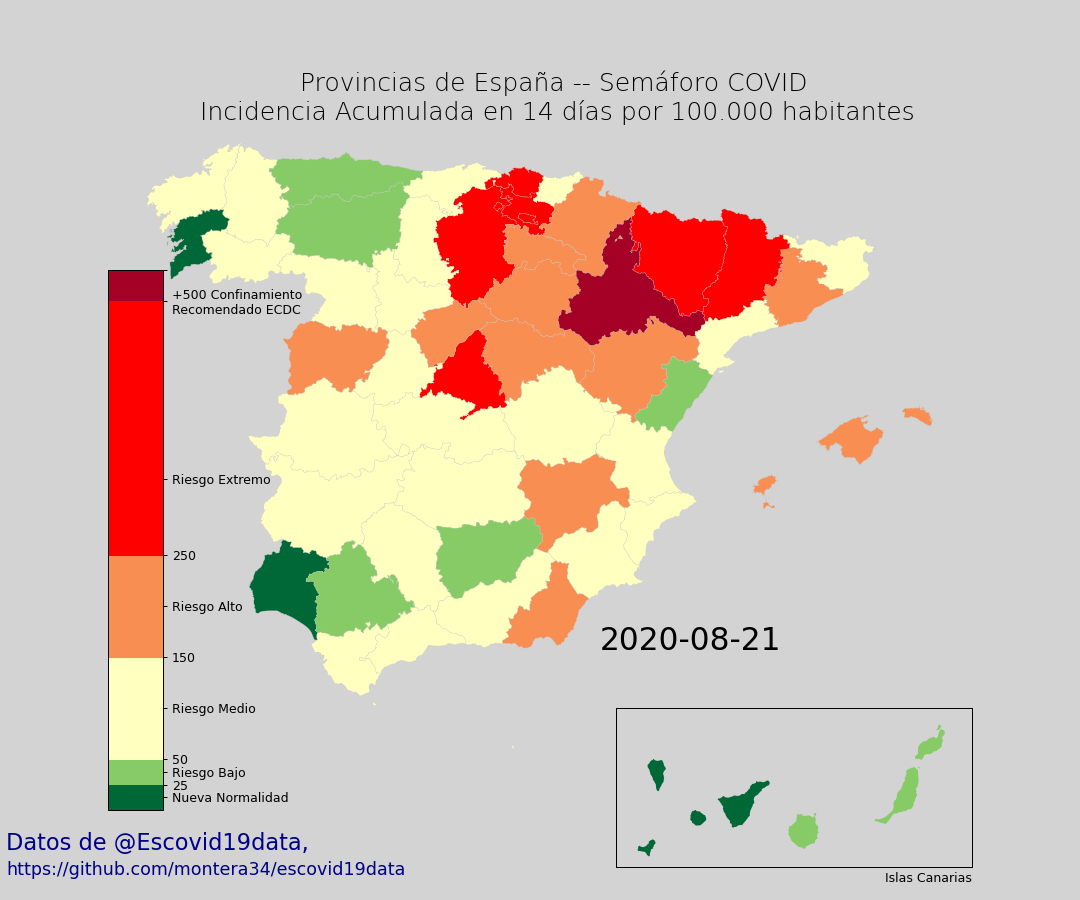 Provincias de España -- Semáforo COVID
Incidencia Acumulada en 14 días por 100.000 habitantes
+500 Confinamiento
Recomendado ECDC
Riesgo Extremo
250
Riesgo Alto
150
Riesgo Medio
50
Riesgo Bajo
25
Nueva Normalidad
2020-08-21
Datos de @Escovid19data,
https://github.com/montera34/escovid19data
Islas Canarias